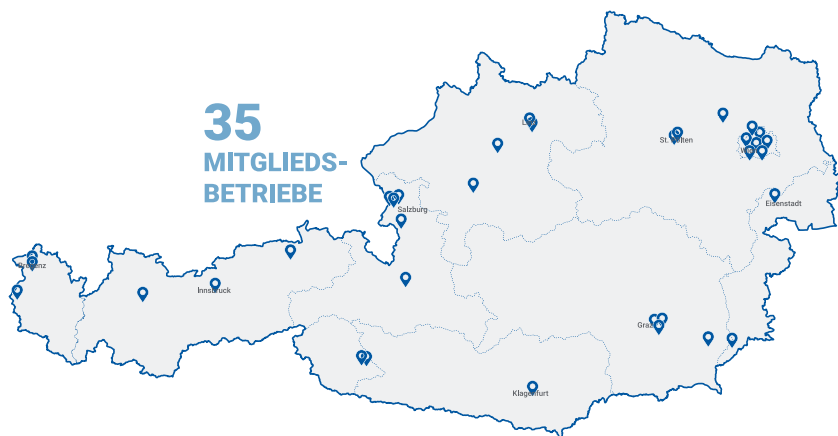 35
MITGLIEDS-
BETRIEBE
Linz
St. Pölten
Wien
Eisenstadt
Salzburg
Bregenz
Innsbruck
Graz
Klagenfurt